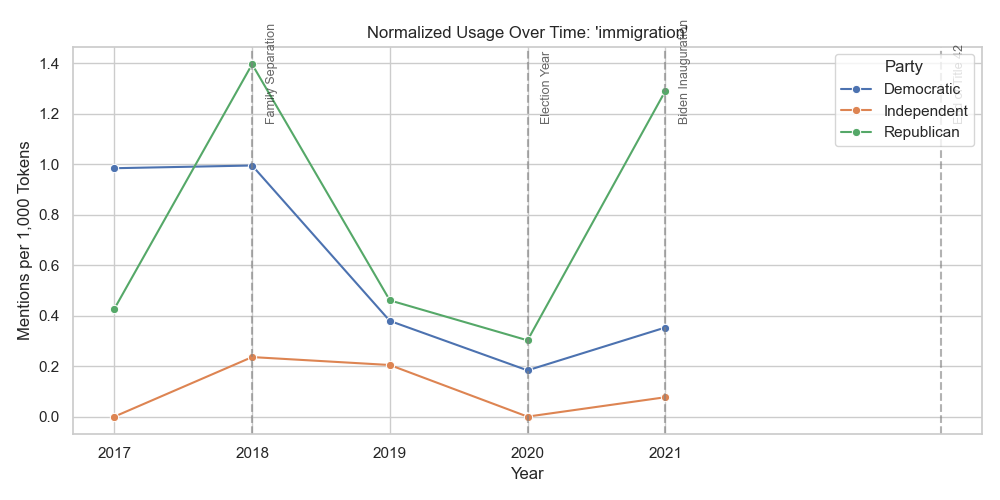 Normalized Usage Over Time: 'immigration'
Mentions per 1,000 Tokens
1.4
1.2
1.0
0.8
0.6
0.4
0.2
0.0
Family Separation
Election Year
Biden Inauguration
Title 42
Party
Democratic
Independent
Republican
2017
2018
2019
2020
2021
Year